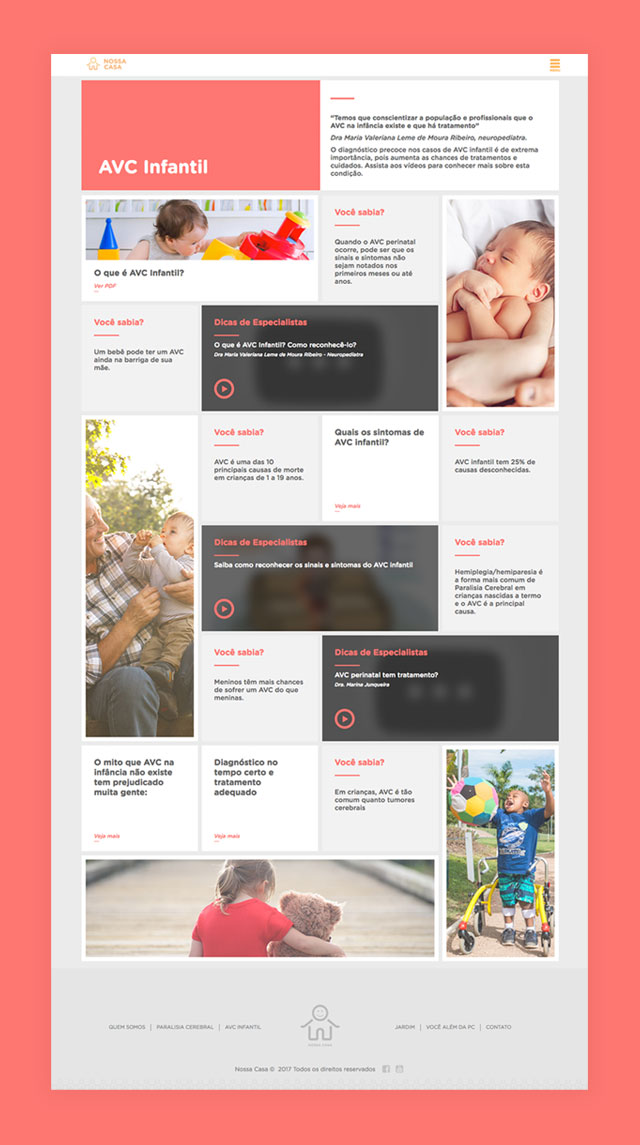 NOSSA
CASA
AVC Infantil
“Temos que conscientizar a população e profissionais que o
AVC na infância existe e que há tratamento”
Dra Maria Valeriana Leme de Moura Ribeiro, neuropediatra.
O diagnóstico precoce nos casos de AVC infantil é de extrema
importância, pois aumenta as chances de tratamentos e
cuidados. Assista aos vídeos para conhecer mais sobre esta
condição.
O que é AVC Infantil?
Ver PDF
Você sabia?
Quando o AVC perinatal
ocorre, pode ser que os
sinais e sintomas não
sejam notados nos
primeiros meses ou até
anos.
Você sabia?
Um bebê pode ter um AVC
ainda na barriga de sua
mãe.
Dicas de Especialistas
O que é AVC Infantil? Como reconhecê-lo?
Dra Maria Valeriana Leme de Moura Ribeiro - Neuropediatra
Você sabia?
AVC é uma das 10
principais causas de morte
em crianças de 1 a 19 anos.
Quais os sintomas de
AVC infantil?
Veja mais
Você sabia?
AVC infantil tem 25% de
causas desconhecidas.
Dicas de Especialistas
Saiba como reconhecer os sinais e sintomas do AVC infantil
Você sabia?
Hemiplegia/hemiparesia é
a forma mais comum de
Paralisia Cerebral em
crianças nascidas a termo
e o AVC é a principal
causa.
Você sabia?
Meninos têm mais chances
de sofrer um AVC do que
meninas.
Dicas de Especialistas
AVC perinatal tem tratamento?
Dra. Marina Junqueira
O mito que AVC na
infância não existe
tem prejudicado
muita gente:
Veja mais
Diagnóstico no
tempo certo e
tratamento
adequado
Veja mais
Você sabia?
Em crianças, AVC é tão
comum quanto tumores
cerebrais
QUEM SOMOS | PARALISIA CEREBRAL | AVC INFANTIL
NOSSA CASA
JARDIM | VOCÊ ALÉM DA PC | CONTATO
Nossa Casa © 2017 Todos os direitos reservados